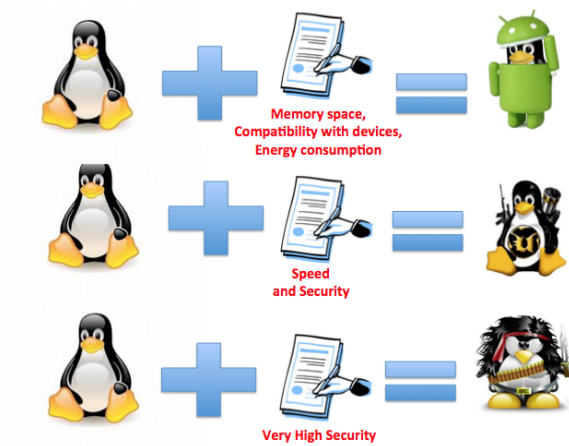 Memory space,
Compatibility with devices,
Energy consumption
Speed
and Security
Very High Security